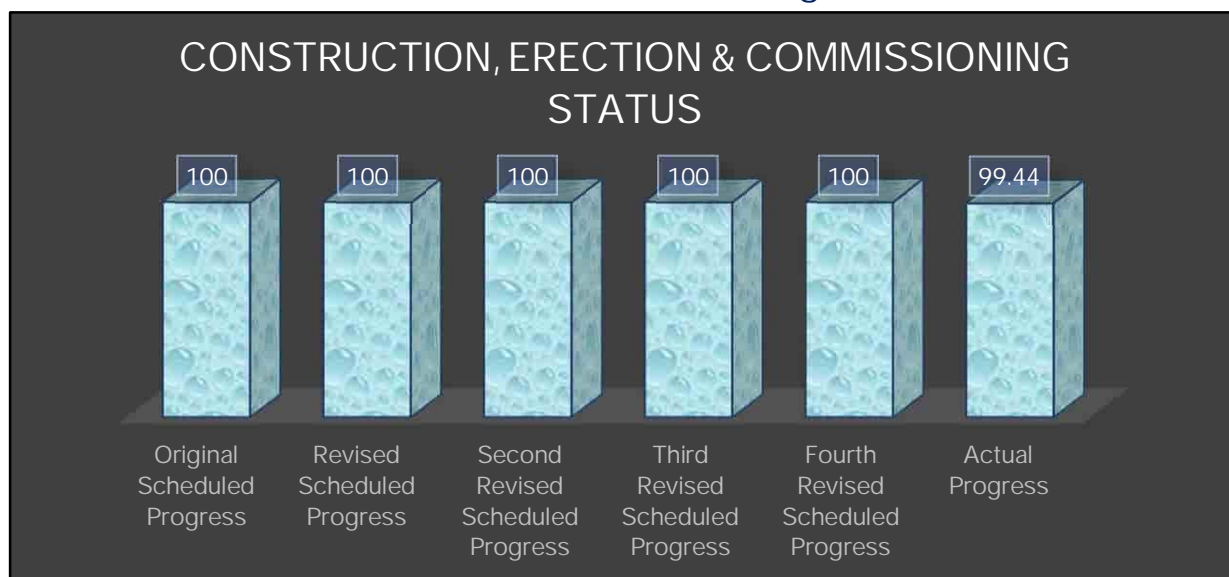 CONSTRUCTION, ERECTION & COMMISSIONING
STATUS
100 100 100 100 100 99.44
Original
Scheduled
Progress
Revised
Scheduled
Progress
Second
Revised
Scheduled
Progress
Third
Revised
Scheduled
Progress
Fourth
Revised
Scheduled
Progress
Actual
Progress